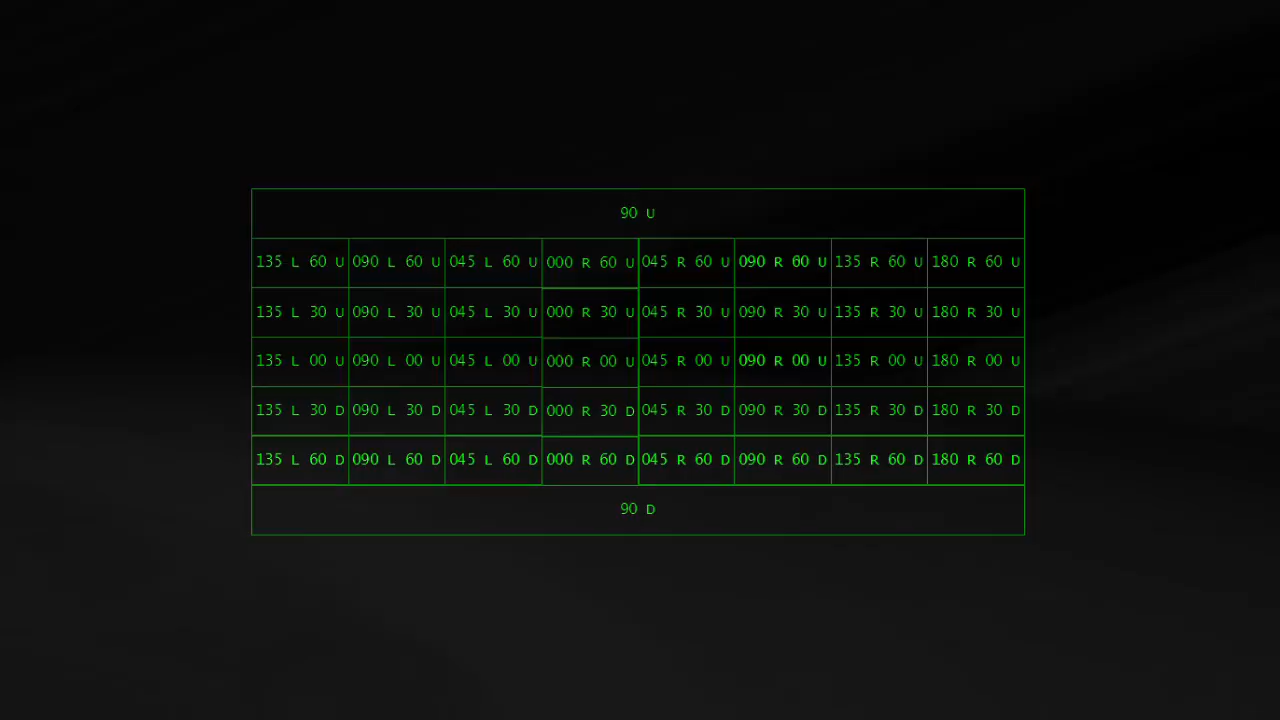 90 U
135 L 60 U 090 L 60 U 045 L 60 U 000 R 60 U 045 R 60 U 090 R 60 U 135 R 60 U 180 R 60 U
135 L 30 U 090 L 30 U 045 L 30 U 000 R 30 U 045 R 30 U 090 R 30 U 135 R 30 U 180 R 30 U
135 L 00 U 090 L 00 U 045 L 00 U 000 R 00 U 045 R 00 U 090 R 00 U 135 R 00 U 180 R 00 U
135 L 30 D 090 L 30 D 045 L 30 D 000 R 30 D 045 R 30 D 090 R 30 D 135 R 30 D 180 R 30 D
135 L 60 D 090 L 60 D 045 L 60 D 000 R 60 D 045 R 60 D 090 R 60 D 135 R 60 D 180 R 60 D
90 D